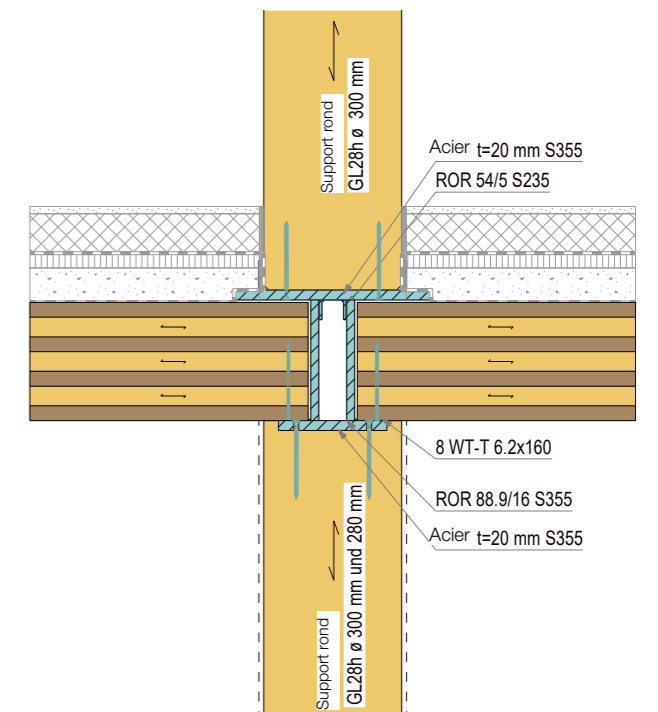 Support rond
GL28h ø 300 mm
Acier t=20 mm S355
ROR 54/5 S235
8 WT-T 6.2x160
ROR 88.9/16 S355
Acier t=20 mm S355
Support rond
GL28h ø 300 mm und 280 mm